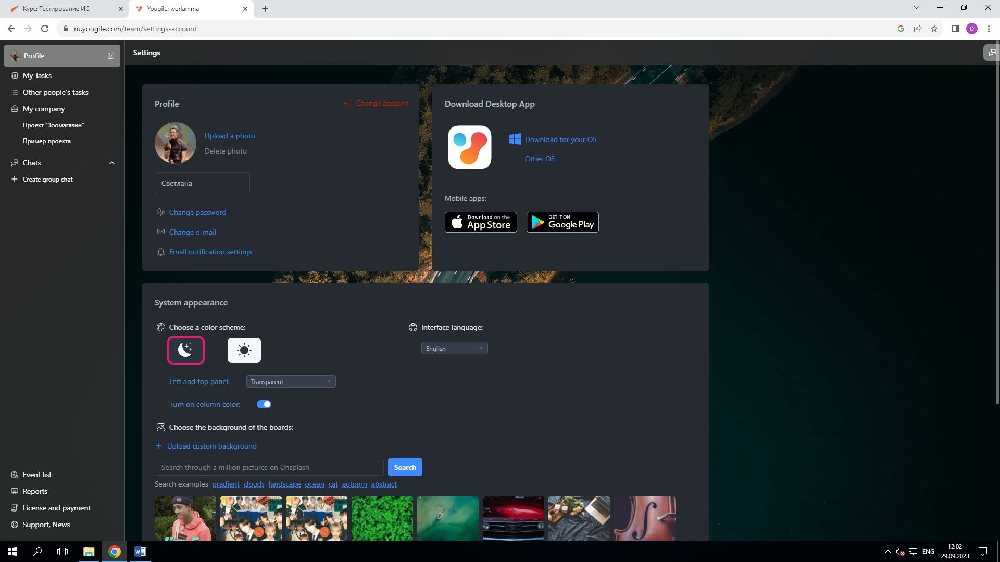 Курс: Тестирование ИС
Yougile: werlamma
ru.yougile.com/team/settings-account
O
Profile
Settings
My Tasks
Other people's tasks
My company
Проект "Зоомагазин"
Пример проекта
Chats
Create group chat
Profile
Change account
Upload a photo
Delete photo
Светлана
Change password
Change e-mail
Email notification settings
Download Desktop App
Download for your OS
Other OS
Mobile apps:
Download on the
App Store
GET IT ON
Google Play
System appearance
Choose a color scheme:
Interface language:
English
Left and top panel:
Transparent
Turn on column color:
Choose the background of the boards:
Upload custom background
Search through a million pictures on Unsplash
Search
Search examples gradient clouds landscape ocean cat autumn abstract
Event list
Reports
License and payment
Support, News
W
ENG
12:02
29.09.2023